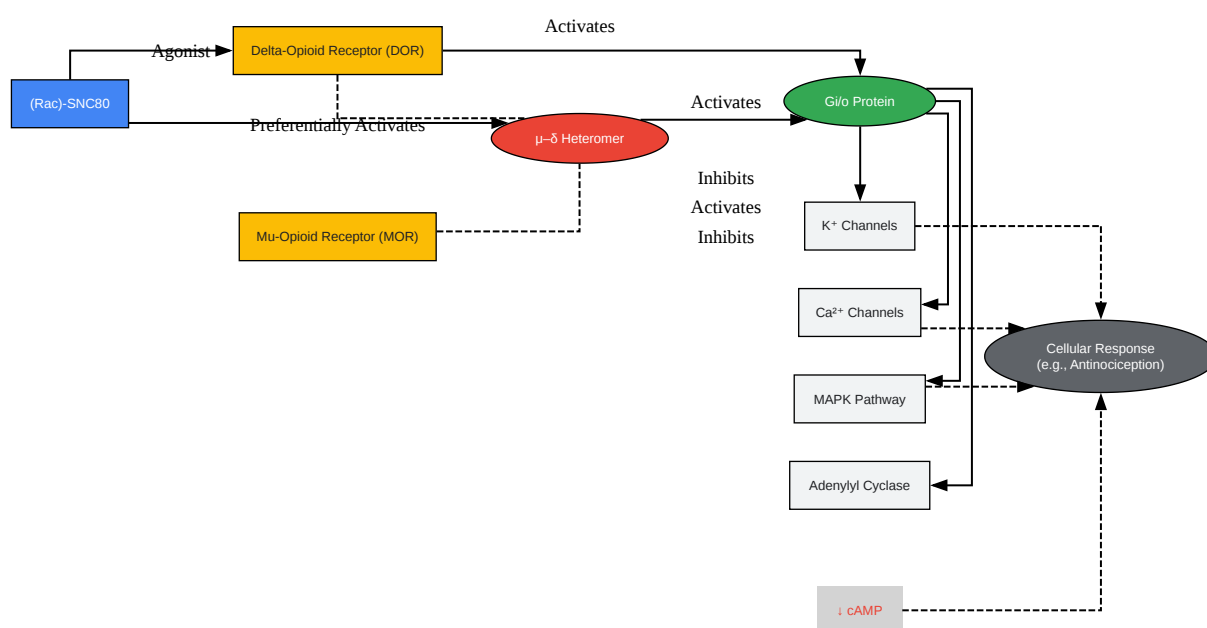 Activates
Agonist
Delta-Opioid Receptor (DOR)
(Rac)-SNC80
Gi/o Protein
Activates
Preferentially Activates
μ–δ Heteromer
Inhibits
Activates
Inhibits
Mu-Opioid Receptor (MOR)
K⁺ Channels
Ca²⁺ Channels
Cellular Response
(e.g., Antinociception)
MAPK Pathway
Adenylyl Cyclase
↓ cAMP